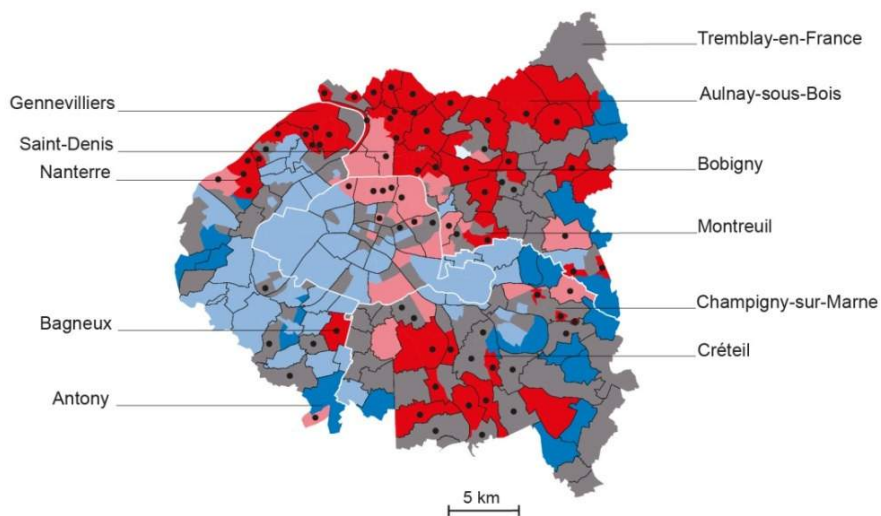 Tremblay-en-France
Gennevilliers
Aulnay-sous-Bois
Saint-Denis
Nanterre
Bobigny
Montreuil
Champigny-sur-Marne
Bagneux
Créteil
Antony
5 km